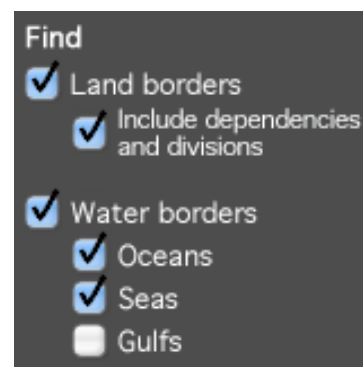 Find
Land borders
Include dependencies
and divisions
Water borders
Oceans
Seas
Gulfs